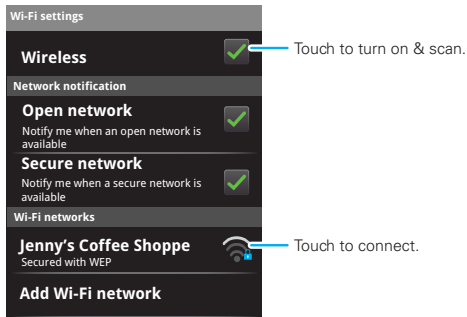 Wi-Fi settings
Wireless
Touch to turn on & scan.
Network notification
Open network
Notify me when an open network is
available
Secure network
Notify me when a secure network is
available
Wi-Fi networks
Jenny’s Coffee Shoppe
Secured with WEP
Touch to connect.
Add Wi-Fi network